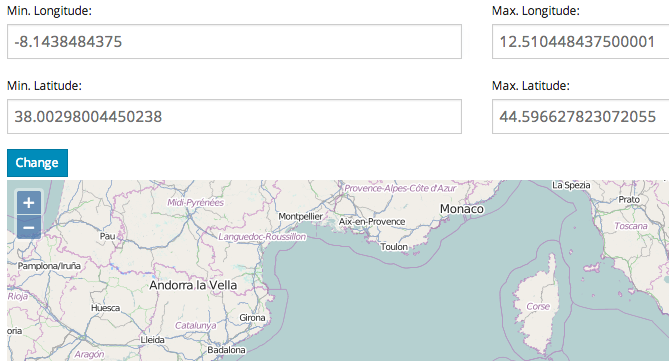 Min. Longitude: Max. Longitude:
-8.1438484375 12.510448437500001
Min. Latitude: Max. Latitude:
38.00298004450238 44.596627823072055
Change
+
−
Provence-Alpes-Côte d'Azur La Spezia
Midi-Pyrénées Prato
Montpellier Monaco
Aix-en-Provence
Pau Languedoc-Roussillon Toulon Toscana
Pamplona/Iruña
Andorra la Vella
Rioja Huesca Girona Corse
oria Catalunya
Lleida
Aragón Badalona